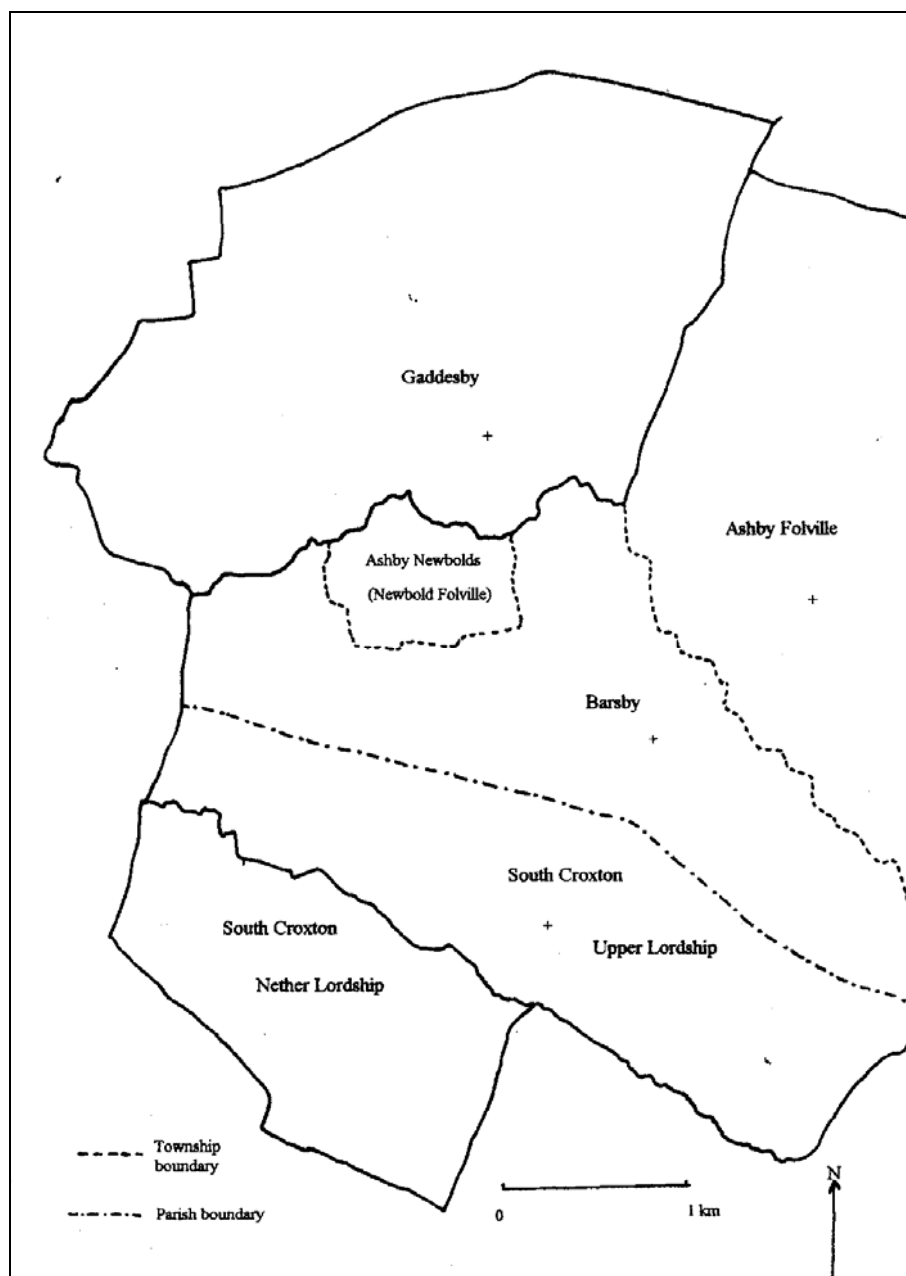 Gaddesby
Ashby Folville
Ashby Newbolds
(Newbold Folville)
Barsby
South Croxton
Upper Lordship
South Croxton
Nether Lordship
Township
boundary
Parish boundary
0
1 km
N